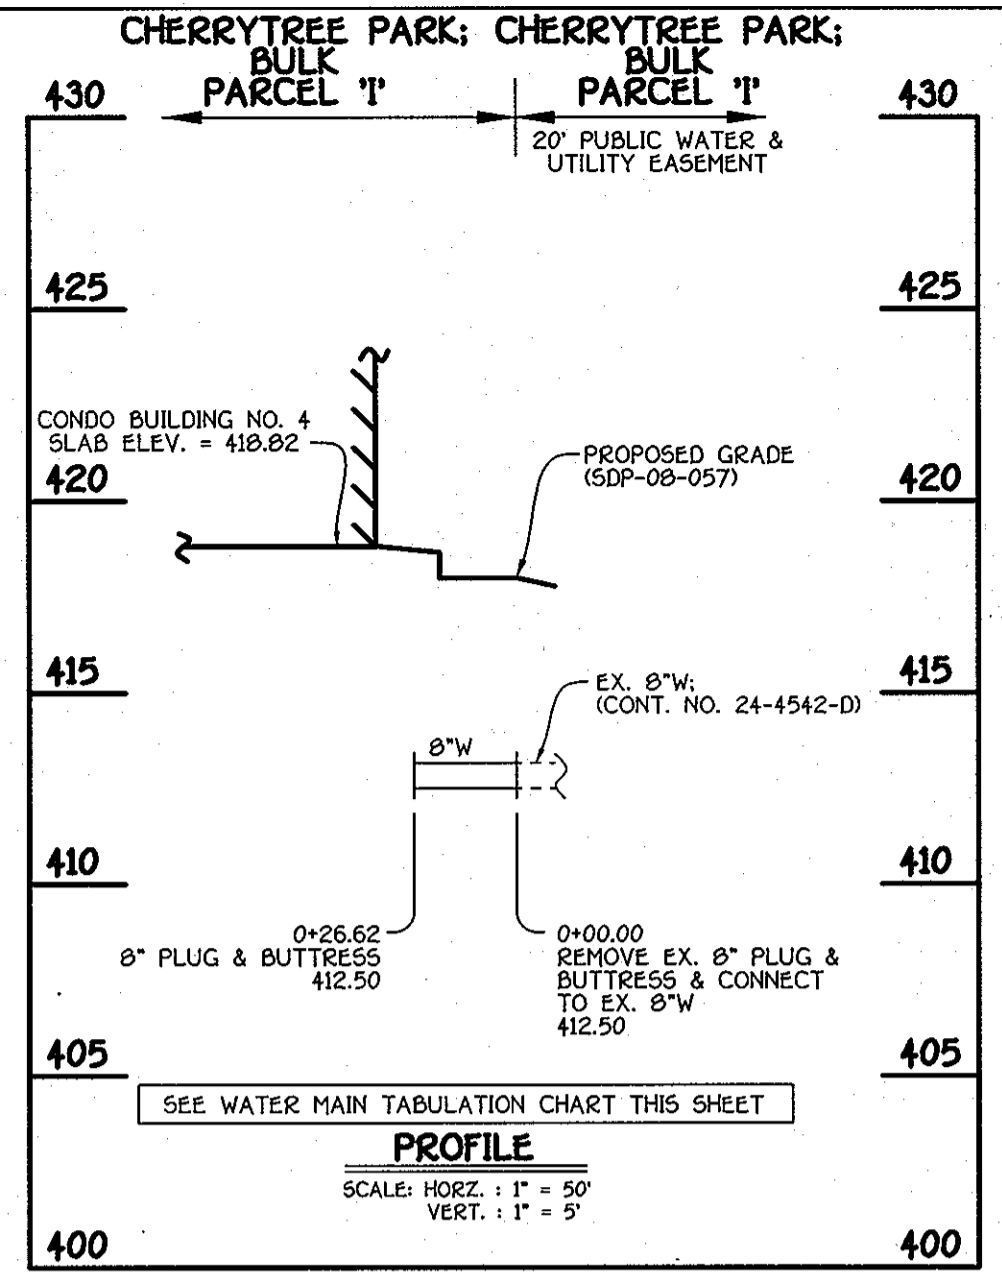 CHERRYTREE PARK; CHERRYTREE PARK;
BULK BULK
PARCEL 'I' PARCEL 'I'
430 430
20' PUBLIC WATER &
UTILITY EASEMENT
425 425
CONDO BUILDING NO. 4
SLAB ELEV. = 418.82
PROPOSED GRADE
(SDP-08-057)
420 420
415 415
EX. 8"W;
(CONT. NO. 24-4542-D)
8"W
410 410
0+26.62
8" PLUG & BUTTRESS
412.50
0+00.00
REMOVE EX. 8" PLUG &
BUTTRESS & CONNECT
TO EX. 8"W
412.50
405 405
SEE WATER MAIN TABULATION CHART THIS SHEET
PROFILE
SCALE: HORZ. : 1" = 50'
VERT. : 1" = 5'
400 400